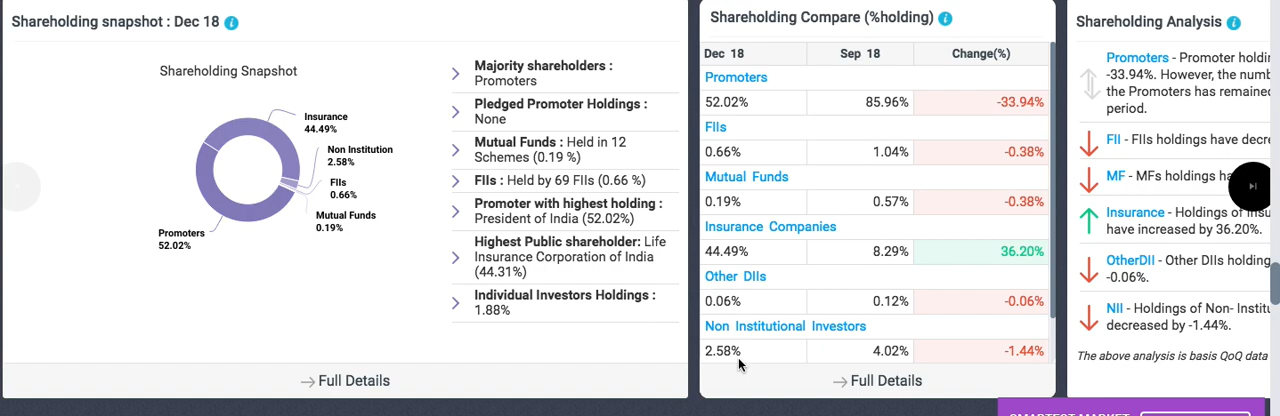 Shareholding snapshot : Dec 18
Shareholding Snapshot
Insurance
44.49%
Non Institution
2.58%
FIIs
0.66%
Mutual Funds
0.19%
Promoters
52.02%
Majority shareholders :
Promoters
Pledged Promoter Holdings :
None
Mutual Funds : Held in 12
Schemes (0.19 %)
FIIs : Held by 69 FIIs (0.66 %)
Promoter with highest holding :
President of India (52.02%)
Highest Public shareholder: Life
Insurance Corporation of India
(44.31%)
Individual Investors Holdings :
1.88%
Full Details
Shareholding Compare (%holding)
Dec 18 Sep 18 Change(%)
Promoters
52.02% 85.96% -33.94%
FIIs
0.66% 1.04% -0.38%
Mutual Funds
0.19% 0.57% -0.38%
Insurance Companies
44.49% 8.29% 36.20%
Other DIIs
0.06% 0.12% -0.06%
Non Institutional Investors
2.58% 4.02% -1.44%
Full Details
Shareholding Analysis
Promoters - Promoter holdin
-33.94%. However, the numb
the Promoters has remained
period.
FII - FIIs holdings have decre
MF - MFs holdings ha
Insurance - Holdings of Insu
have increased by 36.20%.
OtherDII - Other DIIs holding
-0.06%.
NII - Holdings of Non- Institu
decreased by -1.44%.
The above analysis is basis QoQ data
SMARTEST MARKET